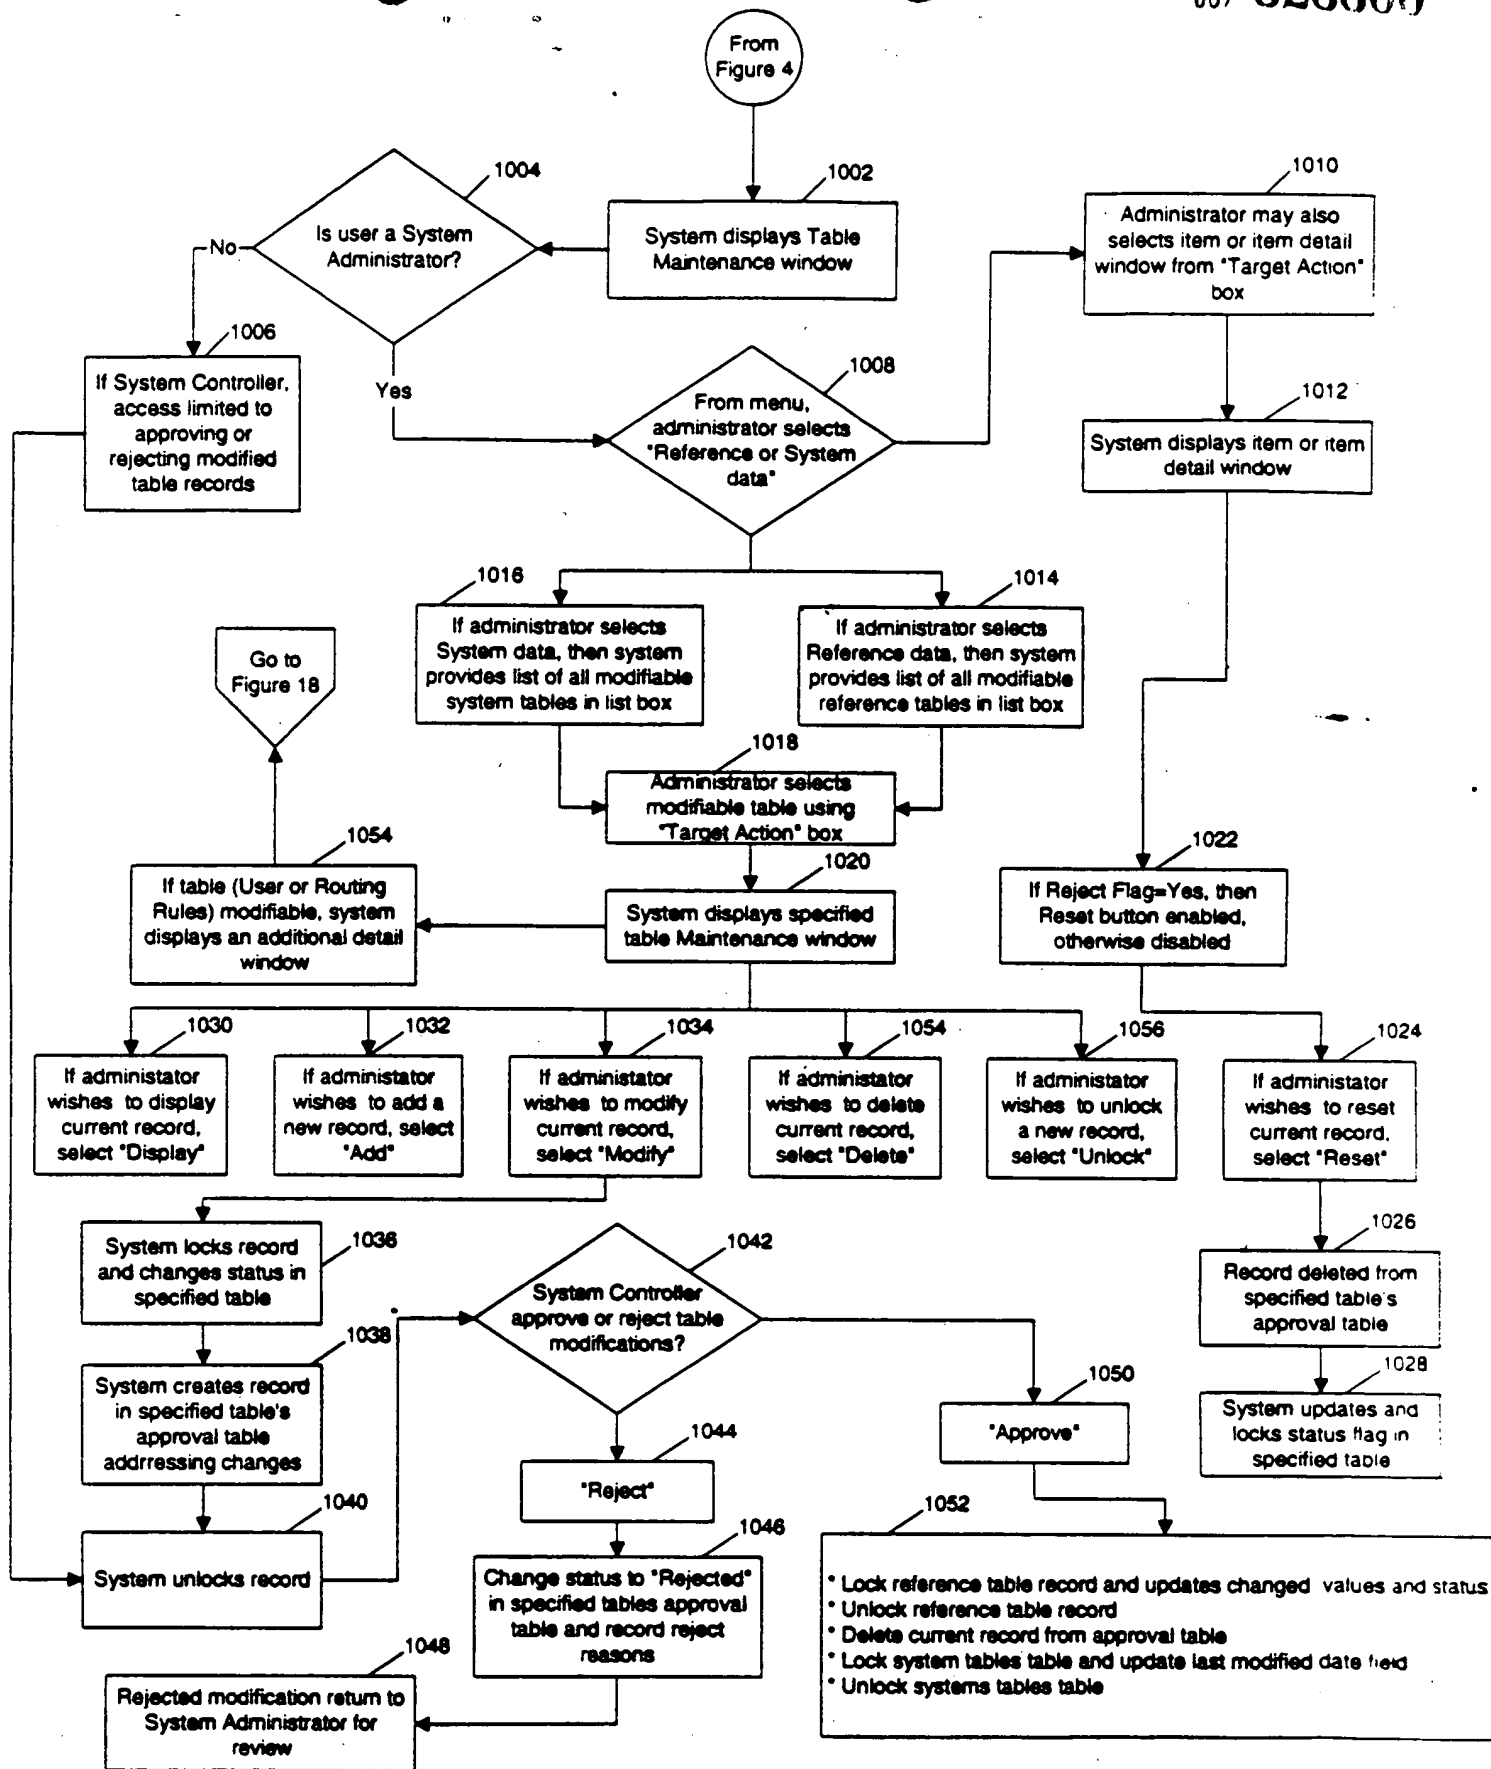 From
Figure 4
1004
1002
1010
Is user a System
Administrator?
System displays Table
Maintenance window
Administrator may also
selects item or item detail
window from "Target Action"
box
No
1006
Yes
1008
1012
If System Controller,
access limited to
approving or
rejecting modified
table records
From menu,
administrator selects
"Reference or System
data"
System displays item or item
detail window
1016
1014
If administrator selects
System data, then system
provides list of all modifiable
system tables in list box
If administrator selects
Reference data, then system
provides list of all modifiable
reference tables in list box
Go to
Figure 18
1018
Administrator selects
modifiable table using
"Target Action" box
1054
1020
1022
If table (User or Routing
Rules) modifiable, system
displays an additional detail
window
System displays specified
table Maintenance window
If Reject Flag=Yes, then
Reset button enabled,
otherwise disabled
1030
1032
1034
1054
1056
1024
If administator
wishes to display
current record,
select "Display"
If administator
wishes to add a
new record, select
"Add"
If administator
wishes to modify
current record,
select "Modify"
If administator
wishes to delete
current record,
select "Delete"
If administator
wishes to unlock
a new record,
select "Unlock"
If administator
wishes to reset
current record,
select "Reset"
1036
1042
1026
System locks record
and changes status in
specified table
System Controller
approve or reject table
modifications?
Record deleted from
specified table's
approval table
1038
1028
System creates record
in specified table's
approval table
addrressing changes
1050
"Approve"
System updates and
locks status flag in
specified table
1044
"Reject"
1040
System unlocks record
1046
1052
Change status to "Rejected"
in specified tables approval
table and record reject
reasons
* Lock reference table record and updates changed values and status
* Unlock reference table record
* Delete current record from approval table
* Lock system tables table and update last modified date field
* Unlock systems tables table
1048
Rejected modification return to
System Administrator for
review